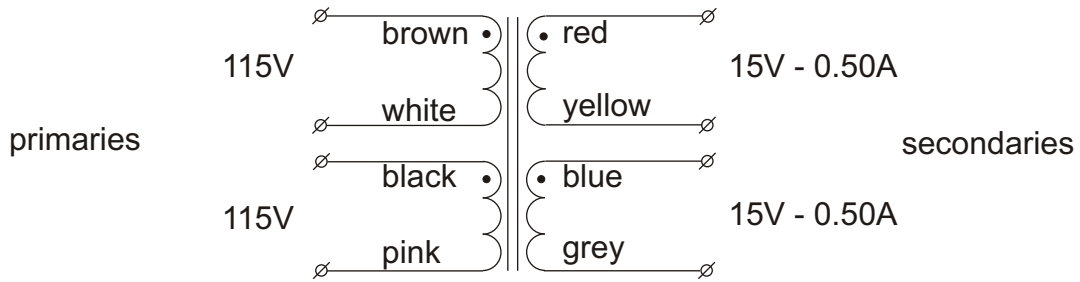 brown
red
115V
15V - 0.50A
white
yellow
primaries
secondaries
black
blue
115V
15V - 0.50A
pink
grey